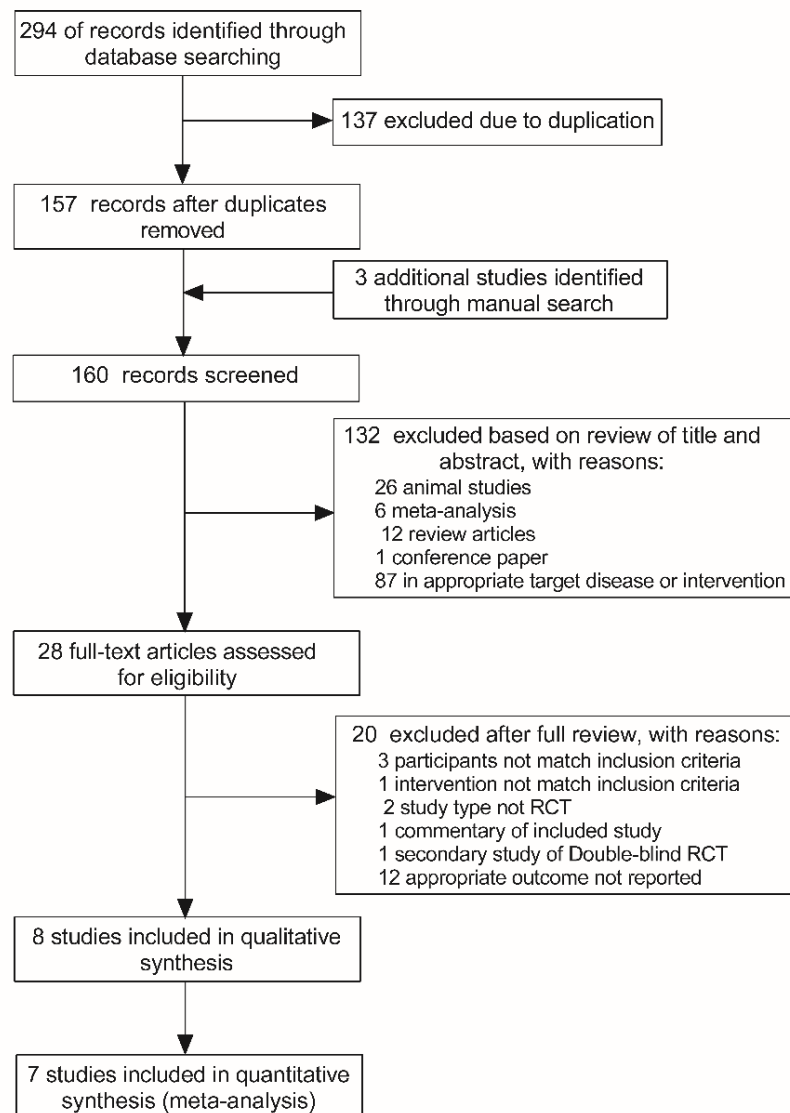 294 of records identified through
database searching
137 excluded due to duplication
157 records after duplicates
removed
3 additional studies identified
through manual search
160 records screened
132 excluded based on review of title and
abstract, with reasons:
26 animal studies
6 meta-analysis
12 review articles
1 conference paper
87 in appropriate target disease or intervention
28 full-text articles assessed
for eligibility
20 excluded after full review, with reasons:
3 participants not match inclusion criteria
1 intervention not match inclusion criteria
2 study type not RCT
1 commentary of included study
1 secondary study of Double-blind RCT
12 appropriate outcome not reported
8 studies included in qualitative
synthesis
7 studies included in quantitative
synthesis (meta-analysis)